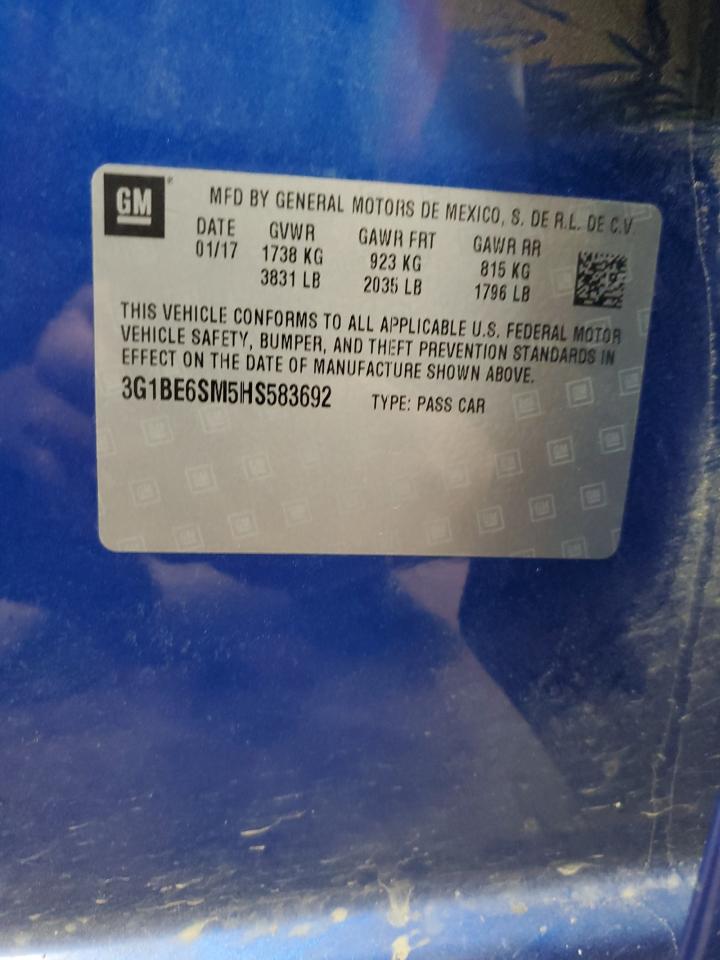 GM MFD BY GENERAL MOTORS DE MEXICO, S. DE R.L. DE C.V.
DATE GVWR GAWR FRT GAWR RR
01/17 1738 KG 923 KG 815 KG
3831 LB 2035 LB 1796 LB
THIS VEHICLE CONFORMS TO ALL APPLICABLE U.S. FEDERAL MOTOR
VEHICLE SAFETY, BUMPER, AND THEFT PREVENTION STANDARDS IN
EFFECT ON THE DATE OF MANUFACTURE SHOWN ABOVE.
3G1BE6SM5HS583692 TYPE: PASS CAR